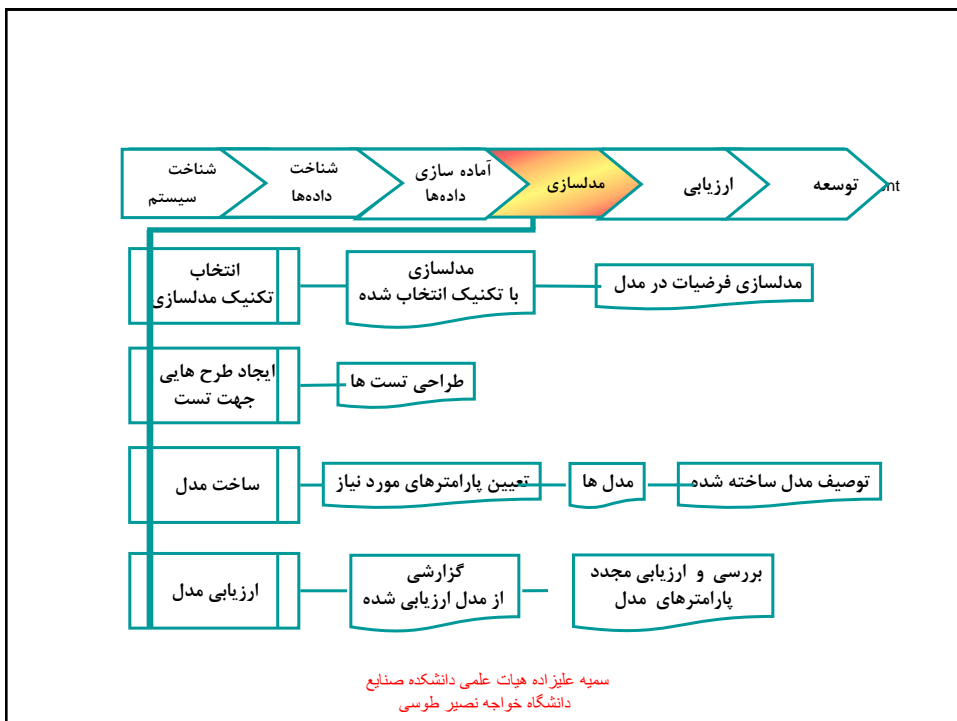 شناخت
سیستم
شناخت
داده‌ها
آماده سازی
داده‌ها
مدلسازی
ارزیابی
توسعه
nt
انتخاب
تکنیک مدلسازی
مدلسازی
با تکنیک انتخاب شده
مدلسازی فرضیات در مدل
ایجاد طرح هایی
جهت تست
طراحی تست ها
ساخت مدل
تعیین پارامترهای مورد نیاز
مدل ها
توصیف مدل ساخته شده
ارزیابی مدل
گزارشی
از مدل ارزیابی شده
بررسی و ارزیابی مجدد
پارامترهای مدل
سمیه علیزاده هیات علمی دانشکده صنایع
دانشگاه خواجه نصیر طوسی